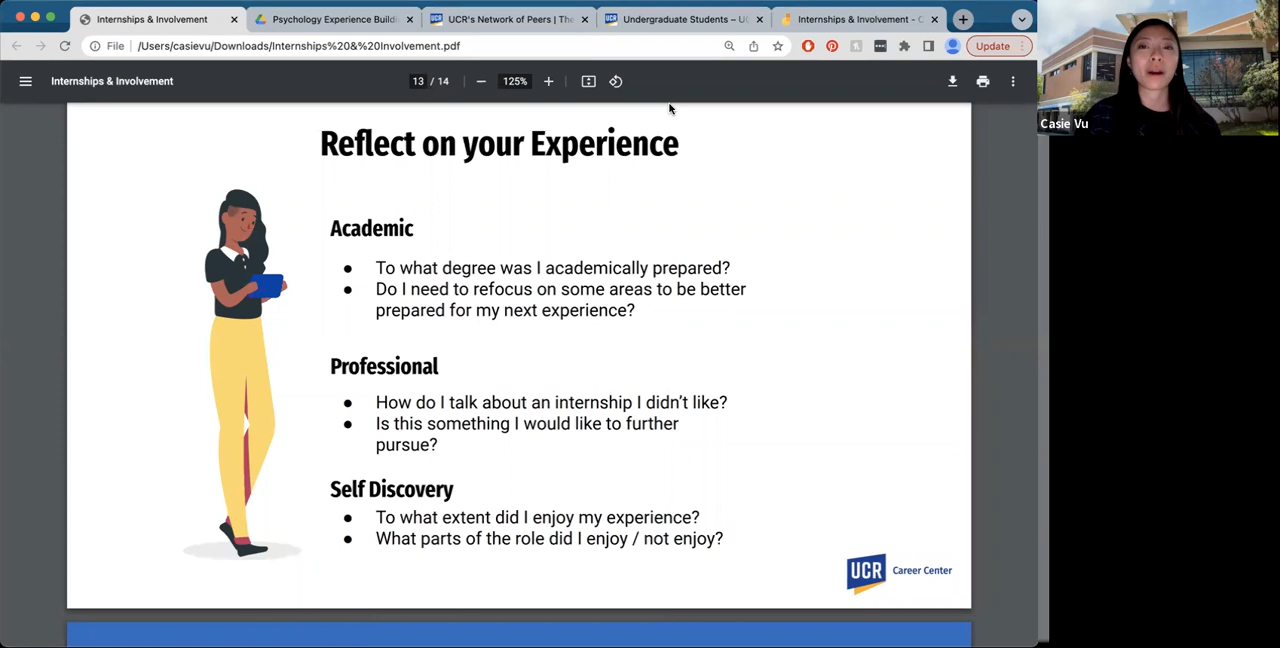 Internships & Involvement
Psychology Experience Buildi
UCR's Network of Peers | The
Undergraduate Students – U
Internships & Involvement - C
File
/Users/casievu/Downloads/Internships%20&%20Involvement.pdf
Update
Internships & Involvement
13 / 14
125%
Casie Vu
Reflect on your Experience
Academic
● To what degree was I academically prepared?
● Do I need to refocus on some areas to be better
prepared for my next experience?
Professional
● How do I talk about an internship I didn't like?
● Is this something I would like to further
pursue?
Self Discovery
● To what extent did I enjoy my experience?
● What parts of the role did I enjoy / not enjoy?
UCR Career Center